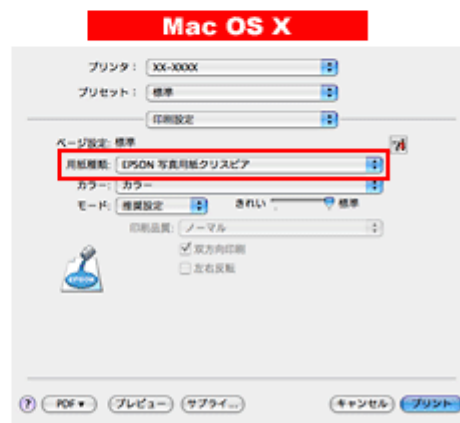 Mac OS X
プリンタ: XX-XXXX
プリセット: 標準
印刷設定
ページ設定: 標準
用紙種類: EPSON 写真用紙クリスピア
カラー: カラー
モード: 推奨設定 きれい 標準
印刷品質: ノーマル
双方向印刷
左右反転
EPSON
? PDF▼ プレビュー サプライ... キャンセル プリント